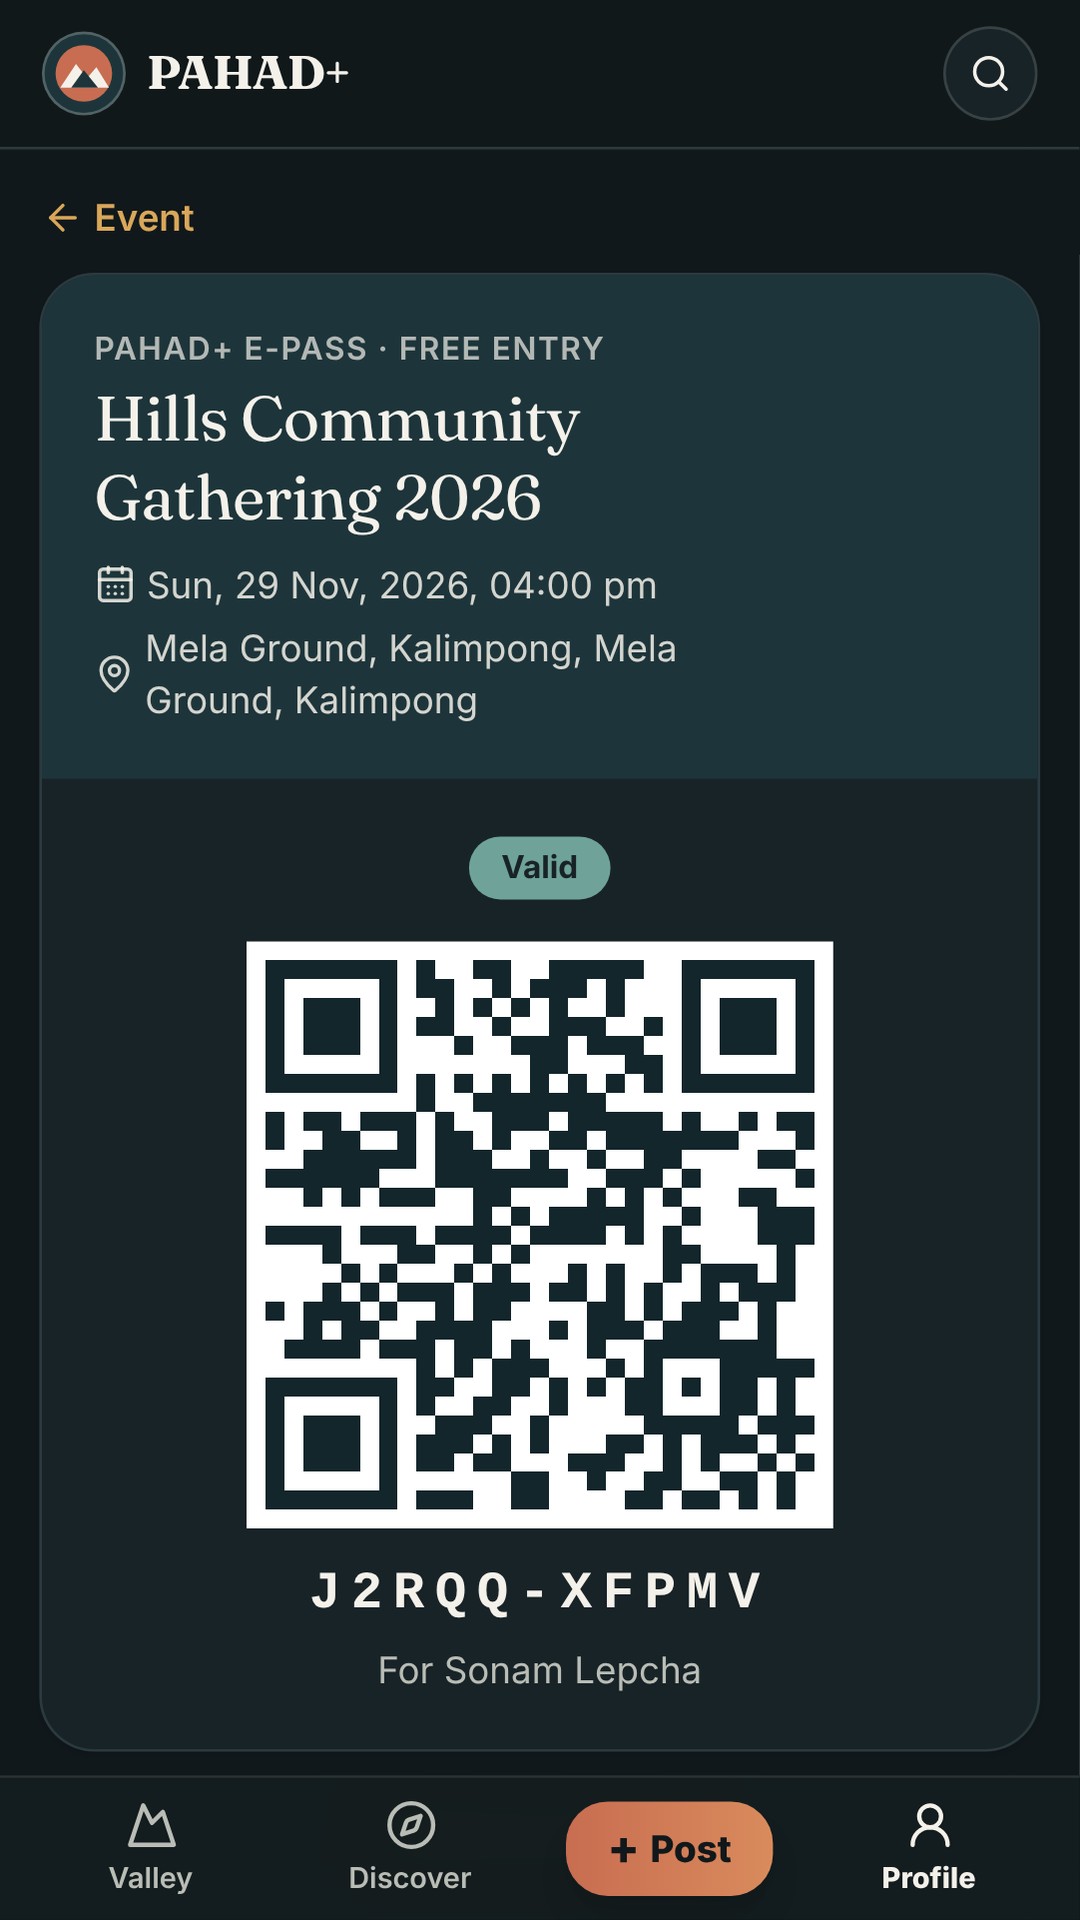 PAHAD+
Event
PAHAD+ E-PASS · FREE ENTRY
Hills Community
Gathering 2026
Sun, 29 Nov, 2026, 04:00 pm
Mela Ground, Kalimpong, Mela
Ground, Kalimpong
Valid
J2RQQ-XFPMV
For Sonam Lepcha
Valley
Discover
+ Post
Profile